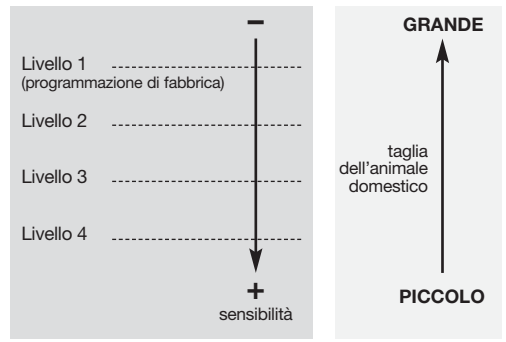 −
Livello 1
(programmazione di fabbrica)
Livello 2
Livello 3
Livello 4
+
sensibilità
GRANDE
taglia
dell'animale
domestico
PICCOLO